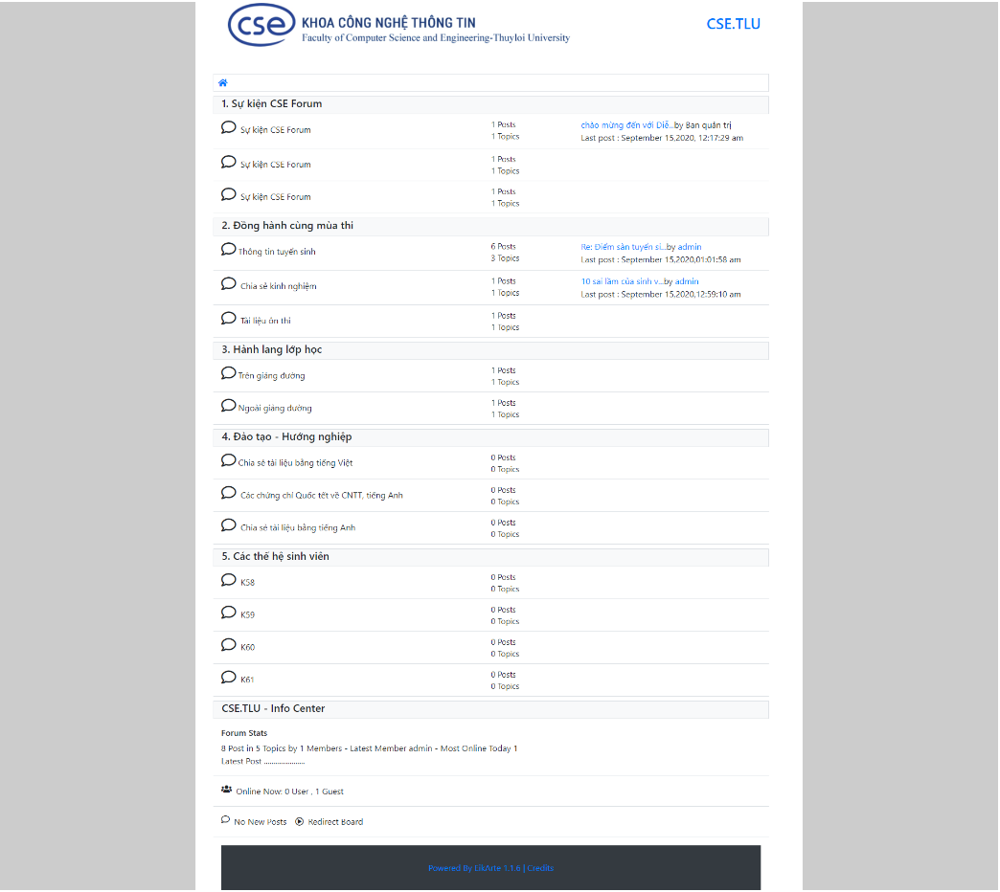 cse KHOA CÔNG NGHỆ THÔNG TIN
Faculty of Computer Science and Engineering-Thuyloi University
CSE.TLU
1. Sự kiện CSE Forum
Sự kiện CSE Forum
1 Posts
1 Topics
chào mừng đến với Diễ...by Ban quản trị
Last post : September 15,2020, 12:17:29 am
Sự kiện CSE Forum
1 Posts
1 Topics
Sự kiện CSE Forum
1 Posts
1 Topics
2. Đồng hành cùng mùa thi
Thông tin tuyển sinh
6 Posts
3 Topics
Re: Điểm sàn tuyển si...by admin
Last post : September 15,2020,01:01:58 am
Chia sẻ kinh nghiệm
1 Posts
1 Topics
10 sai lầm của sinh v...by admin
Last post : September 15,2020,12:59:10 am
Tài liệu ôn thi
1 Posts
1 Topics
3. Hành lang lớp học
Trên giảng đường
1 Posts
1 Topics
Ngoài giảng đường
1 Posts
1 Topics
4. Đào tạo - Hướng nghiệp
Chia sẻ tài liệu bằng tiếng Việt
0 Posts
0 Topics
Các chứng chỉ Quốc tết về CNTT, tiếng Anh
0 Posts
0 Topics
Chia sẻ tài liệu bằng tiếng Anh
0 Posts
0 Topics
5. Các thế hệ sinh viên
K58
0 Posts
0 Topics
K59
0 Posts
0 Topics
K60
0 Posts
0 Topics
K61
0 Posts
0 Topics
CSE.TLU - Info Center
Forum Stats
8 Post in 5 Topics by 1 Members - Latest Member admin - Most Online Today 1
Latest Post .....................
Online Now: 0 User , 1 Guest
No New Posts Redirect Board
Powered By ElkArte 1.1.6 | Credits